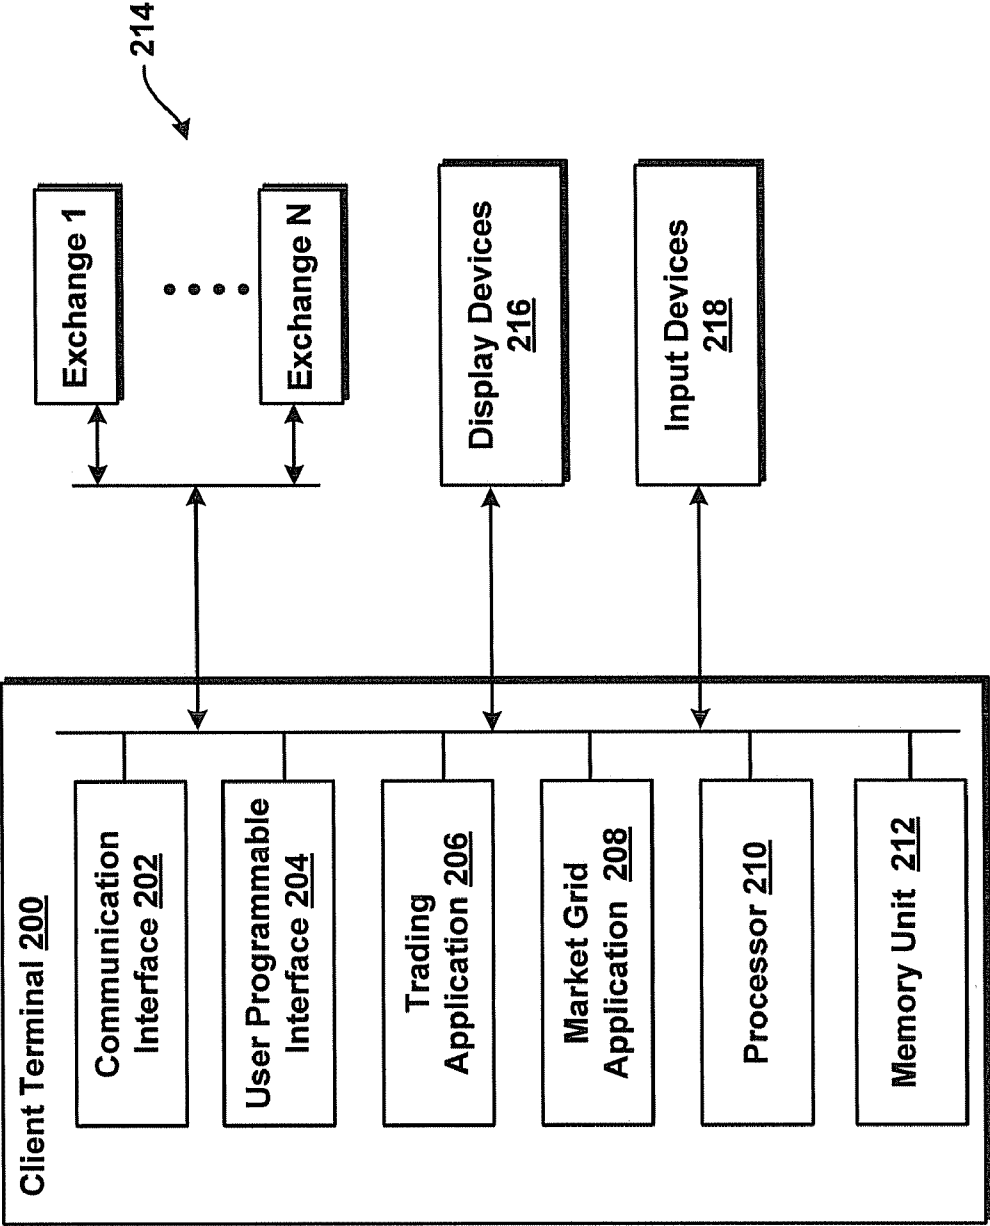 Client Terminal 200
Communication
Interface 202
User Programmable
Interface 204
Trading
Application 206
Market Grid
Application 208
Processor 210
Memory Unit 212
Exchange 1
Exchange N
214
Display Devices
216
Input Devices
218